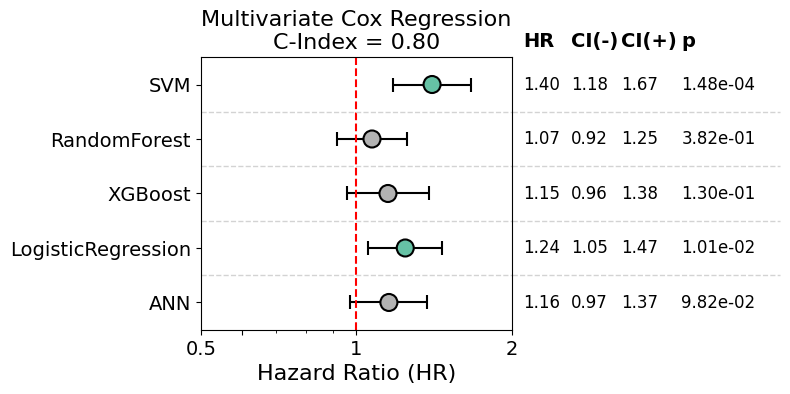 Multivariate Cox Regression
C-Index = 0.80
HR CI(-) CI(+) p
SVM 1.40 1.18 1.67 1.48e-04
RandomForest 1.07 0.92 1.25 3.82e-01
XGBoost 1.15 0.96 1.38 1.30e-01
LogisticRegression 1.24 1.05 1.47 1.01e-02
ANN 1.16 0.97 1.37 9.82e-02
0.5 1 2
Hazard Ratio (HR)